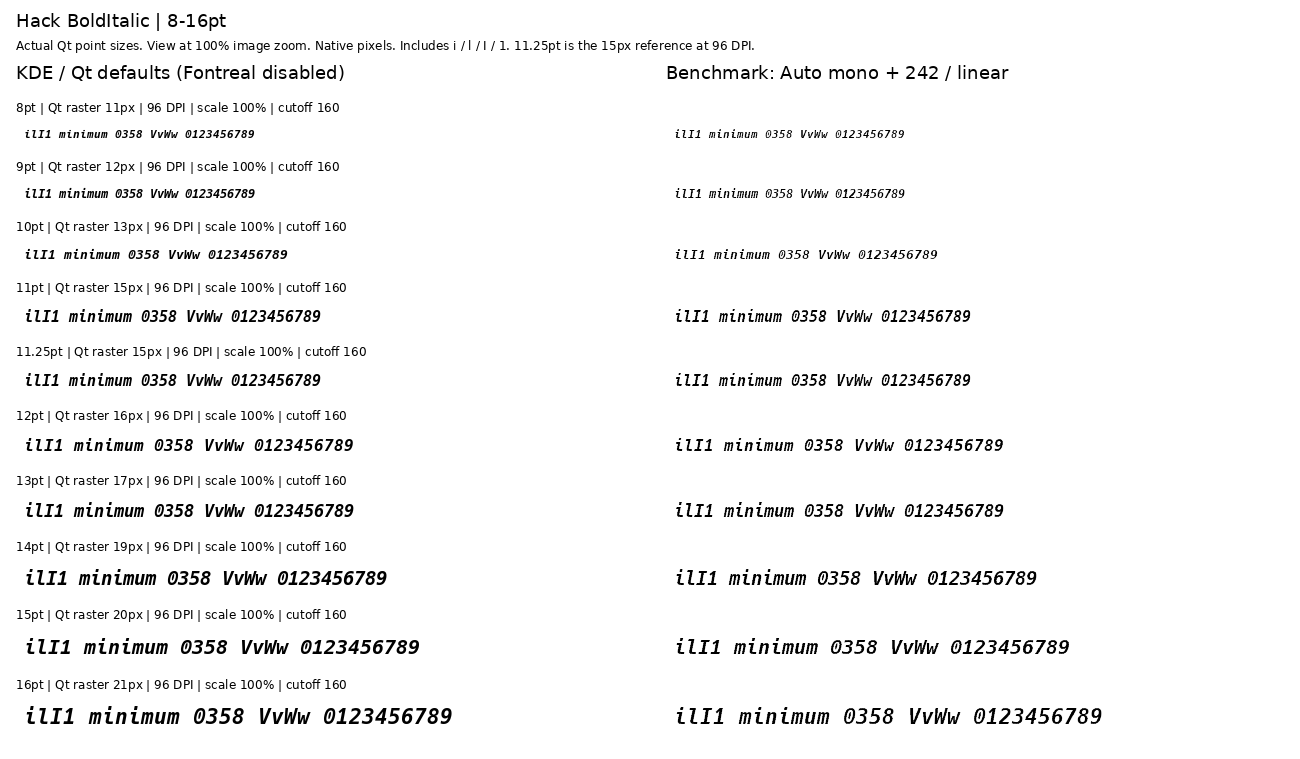 Hack BoldItalic | 8-16pt
Actual Qt point sizes. View at 100% image zoom. Native pixels. Includes i / l / I / 1. 11.25pt is the 15px reference at 96 DPI.
KDE / Qt defaults (Fontreal disabled)
Benchmark: Auto mono + 242 / linear
8pt | Qt raster 11px | 96 DPI | scale 100% | cutoff 160
ilI1 minimum 0358 VvWw 0123456789
ilI1 minimum 0358 VvWw 0123456789
9pt | Qt raster 12px | 96 DPI | scale 100% | cutoff 160
ilI1 minimum 0358 VvWw 0123456789
ilI1 minimum 0358 VvWw 0123456789
10pt | Qt raster 13px | 96 DPI | scale 100% | cutoff 160
ilI1 minimum 0358 VvWw 0123456789
ilI1 minimum 0358 VvWw 0123456789
11pt | Qt raster 15px | 96 DPI | scale 100% | cutoff 160
ilI1 minimum 0358 VvWw 0123456789
ilI1 minimum 0358 VvWw 0123456789
11.25pt | Qt raster 15px | 96 DPI | scale 100% | cutoff 160
ilI1 minimum 0358 VvWw 0123456789
ilI1 minimum 0358 VvWw 0123456789
12pt | Qt raster 16px | 96 DPI | scale 100% | cutoff 160
ilI1 minimum 0358 VvWw 0123456789
ilI1 minimum 0358 VvWw 0123456789
13pt | Qt raster 17px | 96 DPI | scale 100% | cutoff 160
ilI1 minimum 0358 VvWw 0123456789
ilI1 minimum 0358 VvWw 0123456789
14pt | Qt raster 19px | 96 DPI | scale 100% | cutoff 160
ilI1 minimum 0358 VvWw 0123456789
ilI1 minimum 0358 VvWw 0123456789
15pt | Qt raster 20px | 96 DPI | scale 100% | cutoff 160
ilI1 minimum 0358 VvWw 0123456789
ilI1 minimum 0358 VvWw 0123456789
16pt | Qt raster 21px | 96 DPI | scale 100% | cutoff 160
ilI1 minimum 0358 VvWw 0123456789
ilI1 minimum 0358 VvWw 0123456789